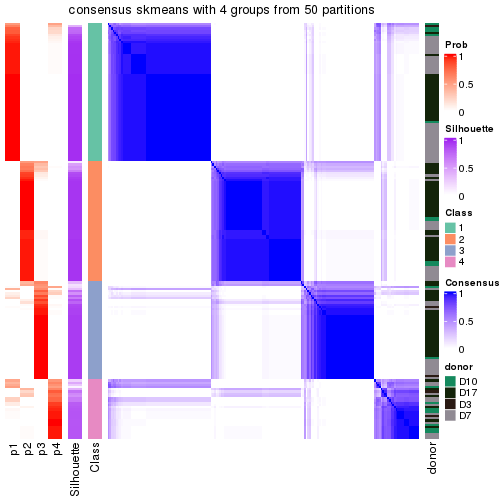 consensus skmeans with 4 groups from 50 partitions
Prob
1
0.5
0
Silhouette
1
0.5
0
Class
1
2
3
4
Consensus
1
0.5
0
donor
D10
D17
D3
D7
p1
p2
p3
p4
Silhouette
Class
donor